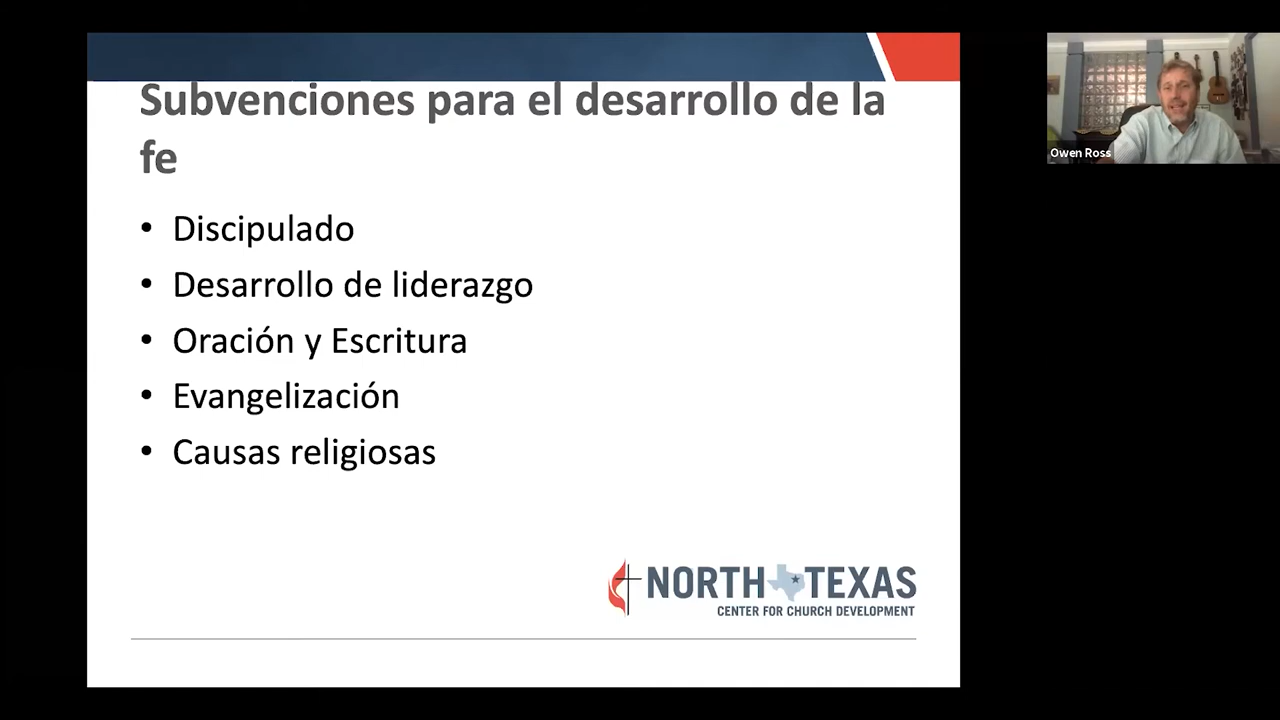 Subvenciones para el desarrollo de la
fe
• Discipulado
• Desarrollo de liderazgo
• Oración y Escritura
• Evangelización
• Causas religiosas
NORTH TEXAS
CENTER FOR CHURCH DEVELOPMENT
Owen Ross